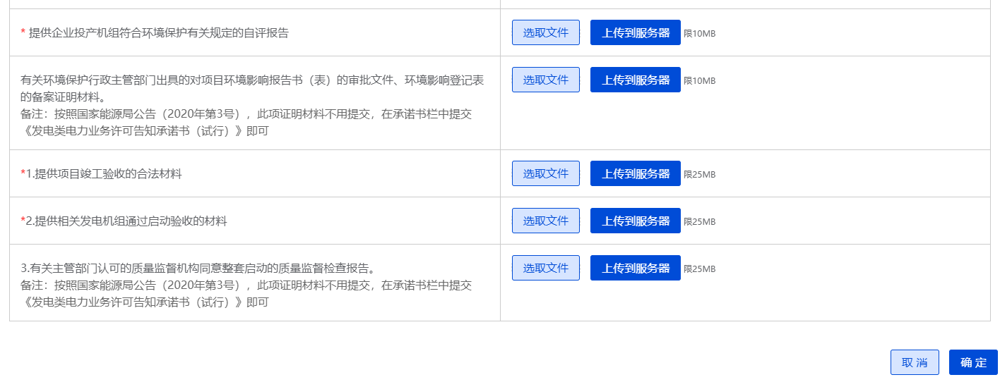 * 提供企业投产机组符合环境保护有关规定的自评报告
选取文件 上传到服务器 限10MB
有关环境保护行政主管部门出具的对项目环境影响报告书（表）的审批文件、环境影响登记表
的备案证明材料。
备注：按照国家能源局公告（2020年第3号），此项证明材料不用提交，在承诺书栏中提交
《发电类电力业务许可告知承诺书（试行）》即可
选取文件 上传到服务器 限10MB
*1.提供项目竣工验收的合法材料
选取文件 上传到服务器 限25MB
*2.提供相关发电机组通过启动验收的材料
选取文件 上传到服务器 限25MB
3.有关主管部门认可的质量监督机构同意整套启动的质量监督检查报告。
备注：按照国家能源局公告（2020年第3号），此项证明材料不用提交，在承诺书栏中提交
《发电类电力业务许可告知承诺书（试行）》即可
选取文件 上传到服务器 限25MB
取 消 确 定